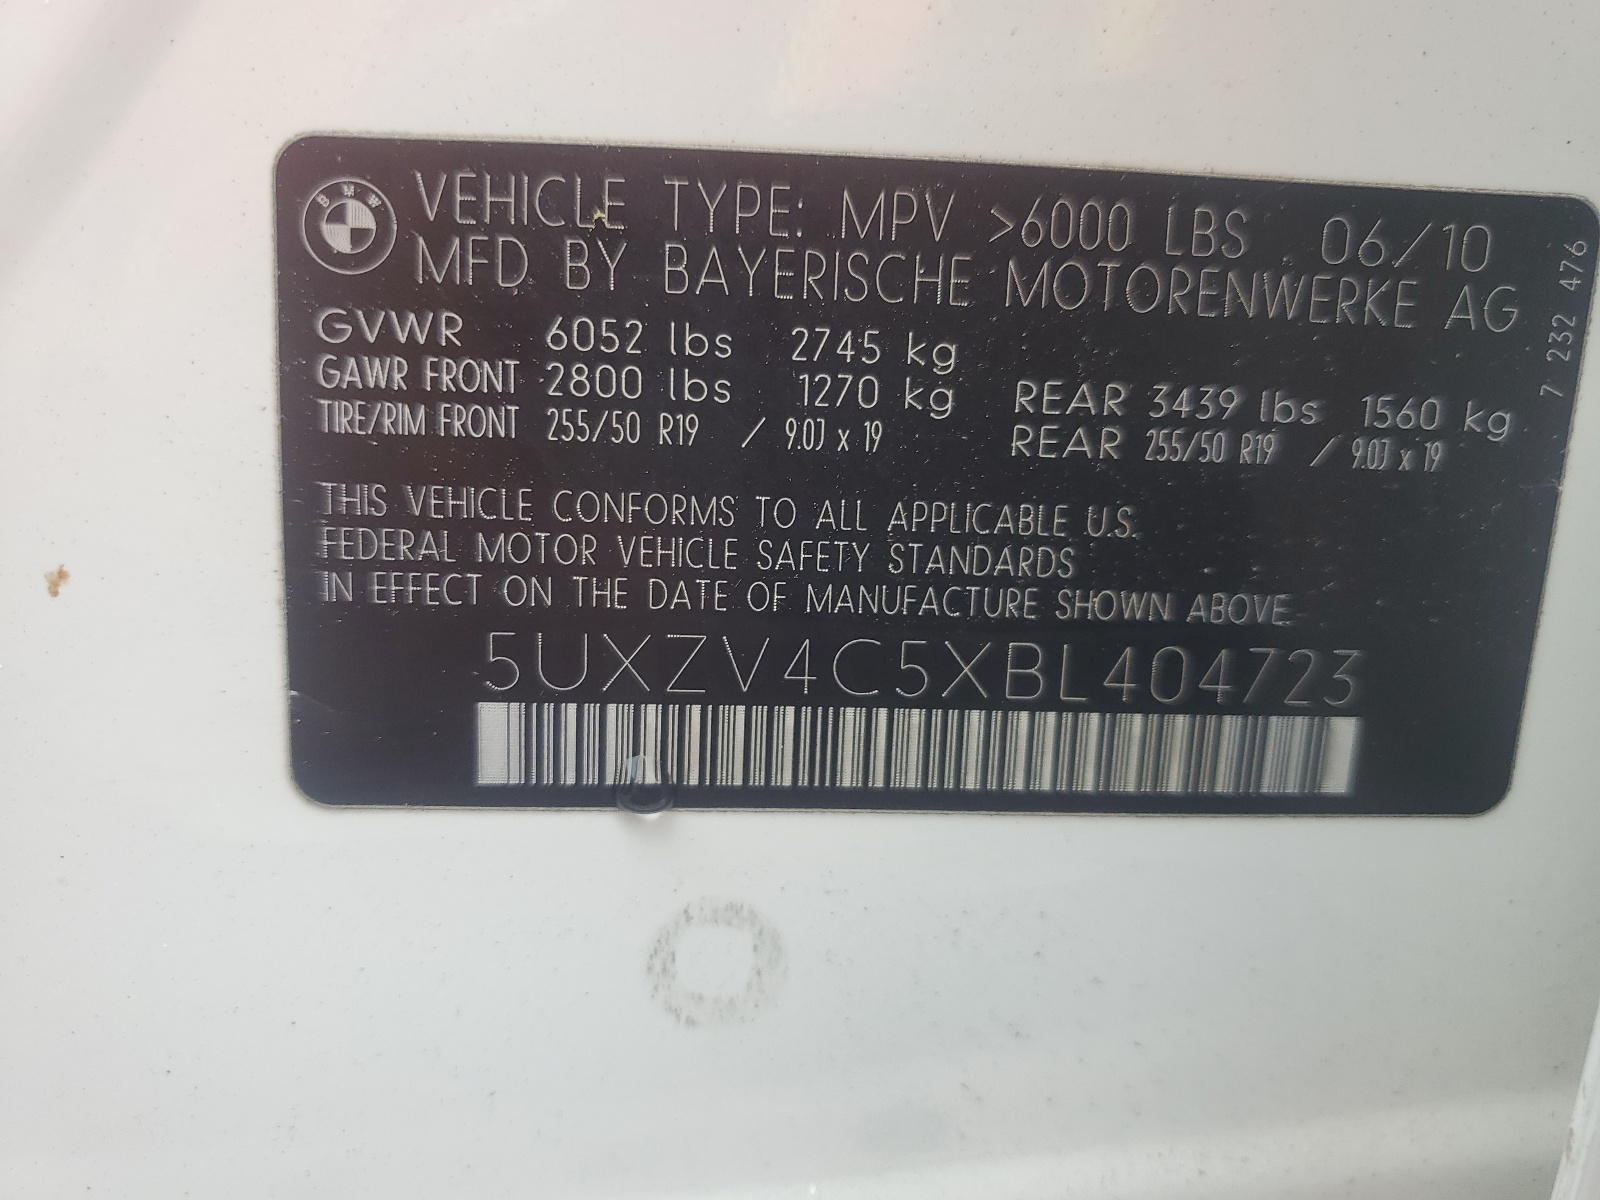 BMW
VEHICLE TYPE: MPV >6000 LBS 06/10
MFD BY BAYERISCHE MOTORENWERKE AG
GVWR 6052 lbs 2745 kg
GAWR FRONT 2800 lbs 1270 kg REAR 3439 lbs 1560 kg
TIRE/RIM FRONT 255/50 R19 / 9.0J x 19 REAR 255/50 R19 / 9.0J x 19
7 232 476
THIS VEHICLE CONFORMS TO ALL APPLICABLE U.S.
FEDERAL MOTOR VEHICLE SAFETY STANDARDS
IN EFFECT ON THE DATE OF MANUFACTURE SHOWN ABOVE.
5UXZV4C5XBL404723